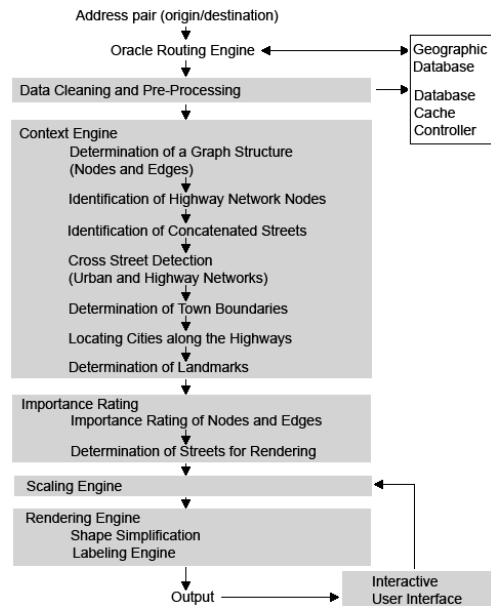 Address pair (origin/destination)
Oracle Routing Engine
Geographic
Database
Database
Cache
Controller
Data Cleaning and Pre-Processing
Context Engine
Determination of a Graph Structure
(Nodes and Edges)
Identification of Highway Network Nodes
Identification of Concatenated Streets
Cross Street Detection
(Urban and Highway Networks)
Determination of Town Boundaries
Locating Cities along the Highways
Determination of Landmarks
Importance Rating
Importance Rating of Nodes and Edges
Determination of Streets for Rendering
Scaling Engine
Rendering Engine
Shape Simplification
Labeling Engine
Output
Interactive
User Interface